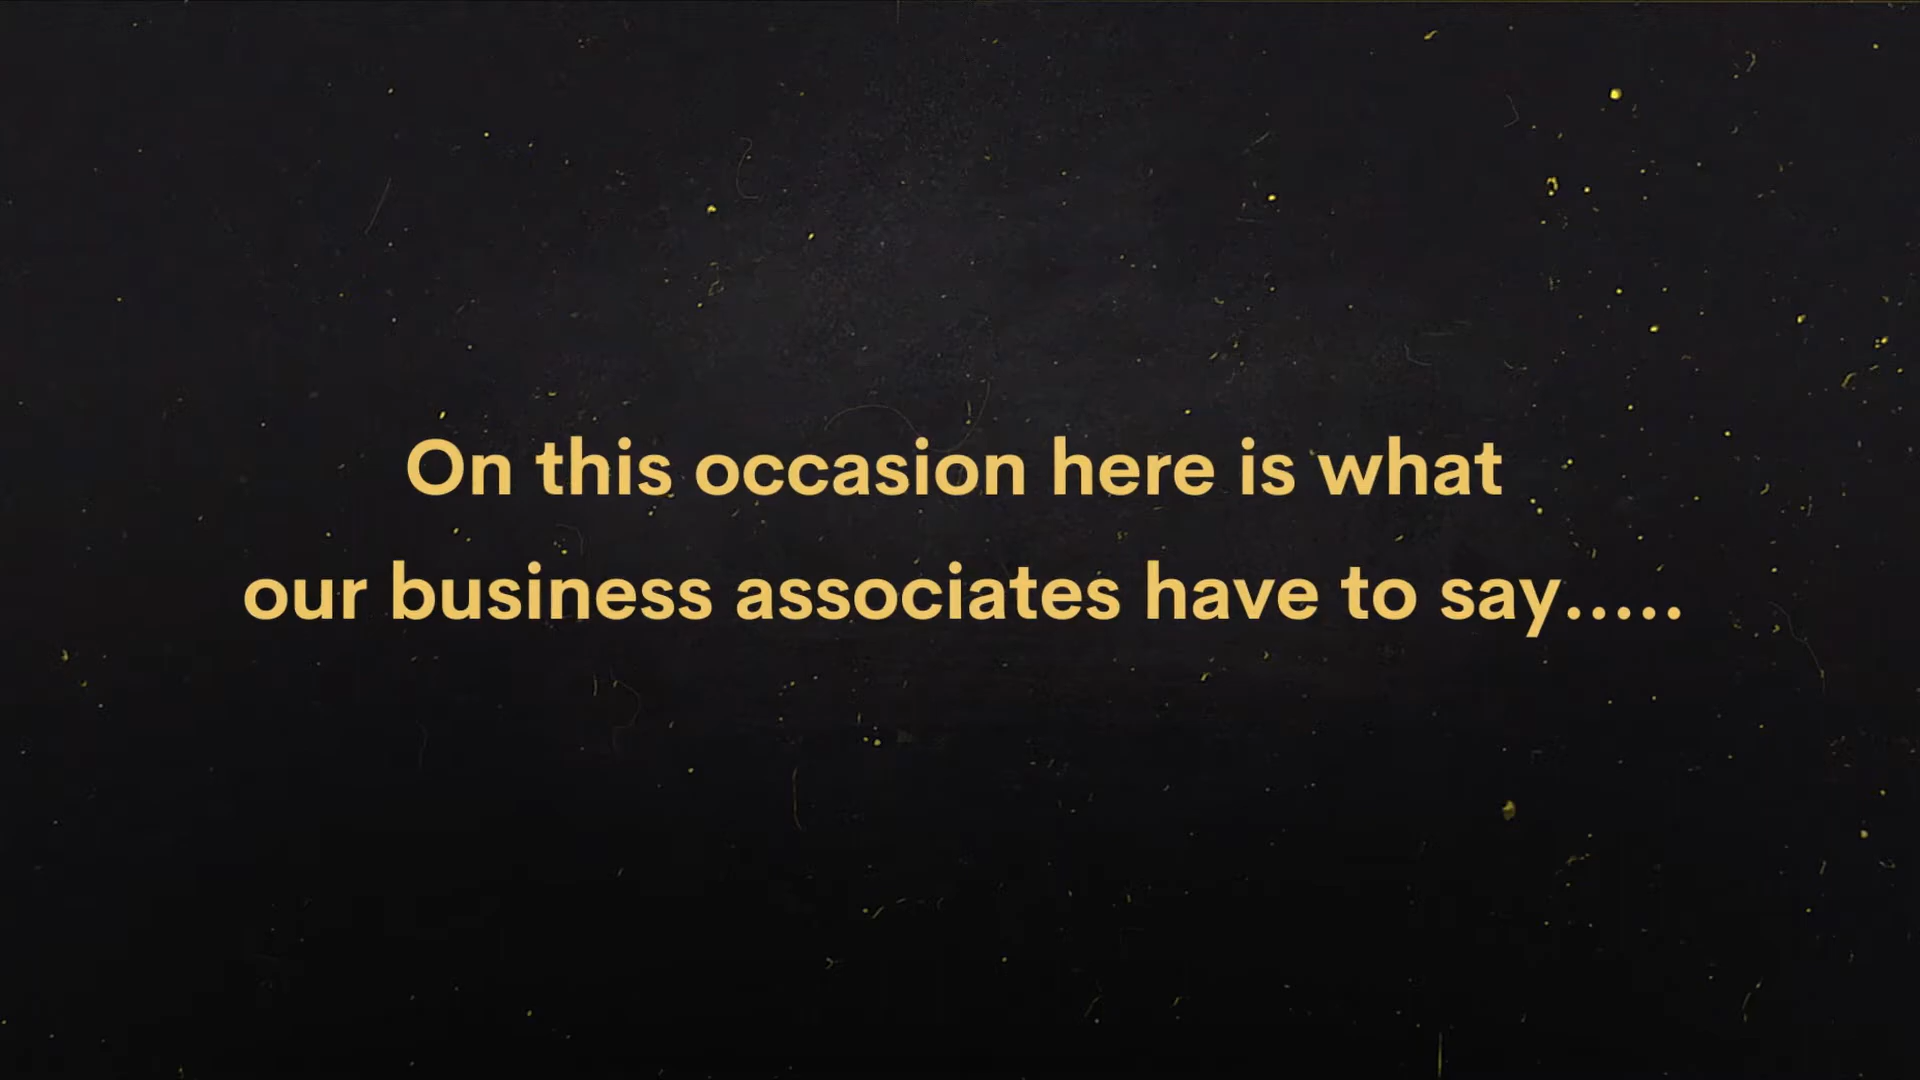 On this occasion here is what
our business associates have to say.....